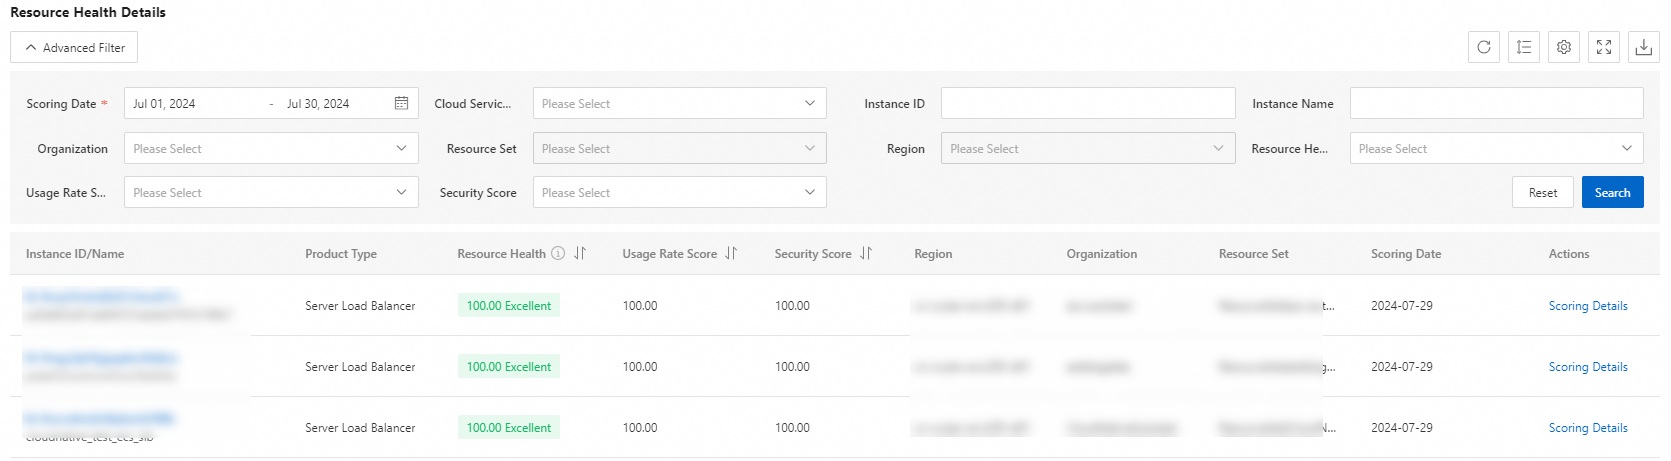 Resource Health Details
Advanced Filter
Scoring Date * Jul 01, 2024 - Jul 30, 2024 Cloud Servic... Please Select Instance ID Instance Name
Organization Please Select Resource Set Please Select Region Please Select Resource He... Please Select
Usage Rate S... Please Select Security Score Please Select Reset Search
Instance ID/Name Product Type Resource Health Usage Rate Score Security Score Region Organization Resource Set Scoring Date Actions
Server Load Balancer 100.00 Excellent 100.00 100.00 2024-07-29 Scoring Details
Server Load Balancer 100.00 Excellent 100.00 100.00 2024-07-29 Scoring Details
Server Load Balancer 100.00 Excellent 100.00 100.00 2024-07-29 Scoring Details
cloudnative_test_ecs_slb